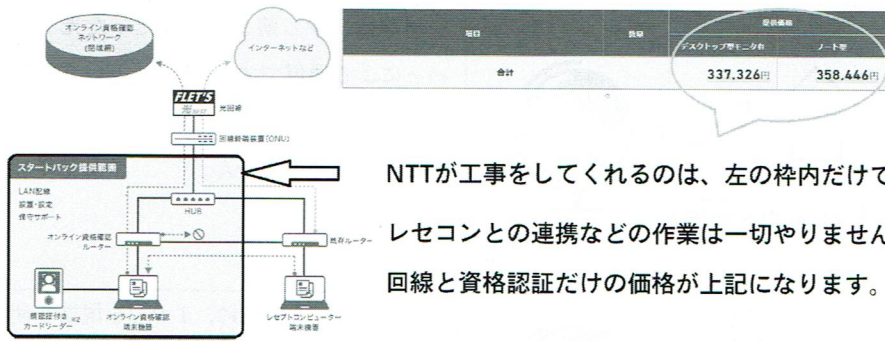 オンライン資格確認
ネットワーク
(閉域網)
インターネットなど
項目
数量
提供価格
デスクトップ型モニタ有
ノート型
合計
337,326円
358,446円
FLET'S
光回線
回線終端装置(ONU)
スタートパック提供範囲
LAN配線
設置・設定
保守サポート
HUB
オンライン資格確認
ルーター
既存ルーター
顔認証付き
カードリーダー ※2
オンライン資格確認
端末機器
レセプトコンピューター
端末機器
NTTが工事をしてくれるのは、左の枠内だけで
レセコンとの連携などの作業は一切やりません
回線と資格認証だけの価格が上記になります。